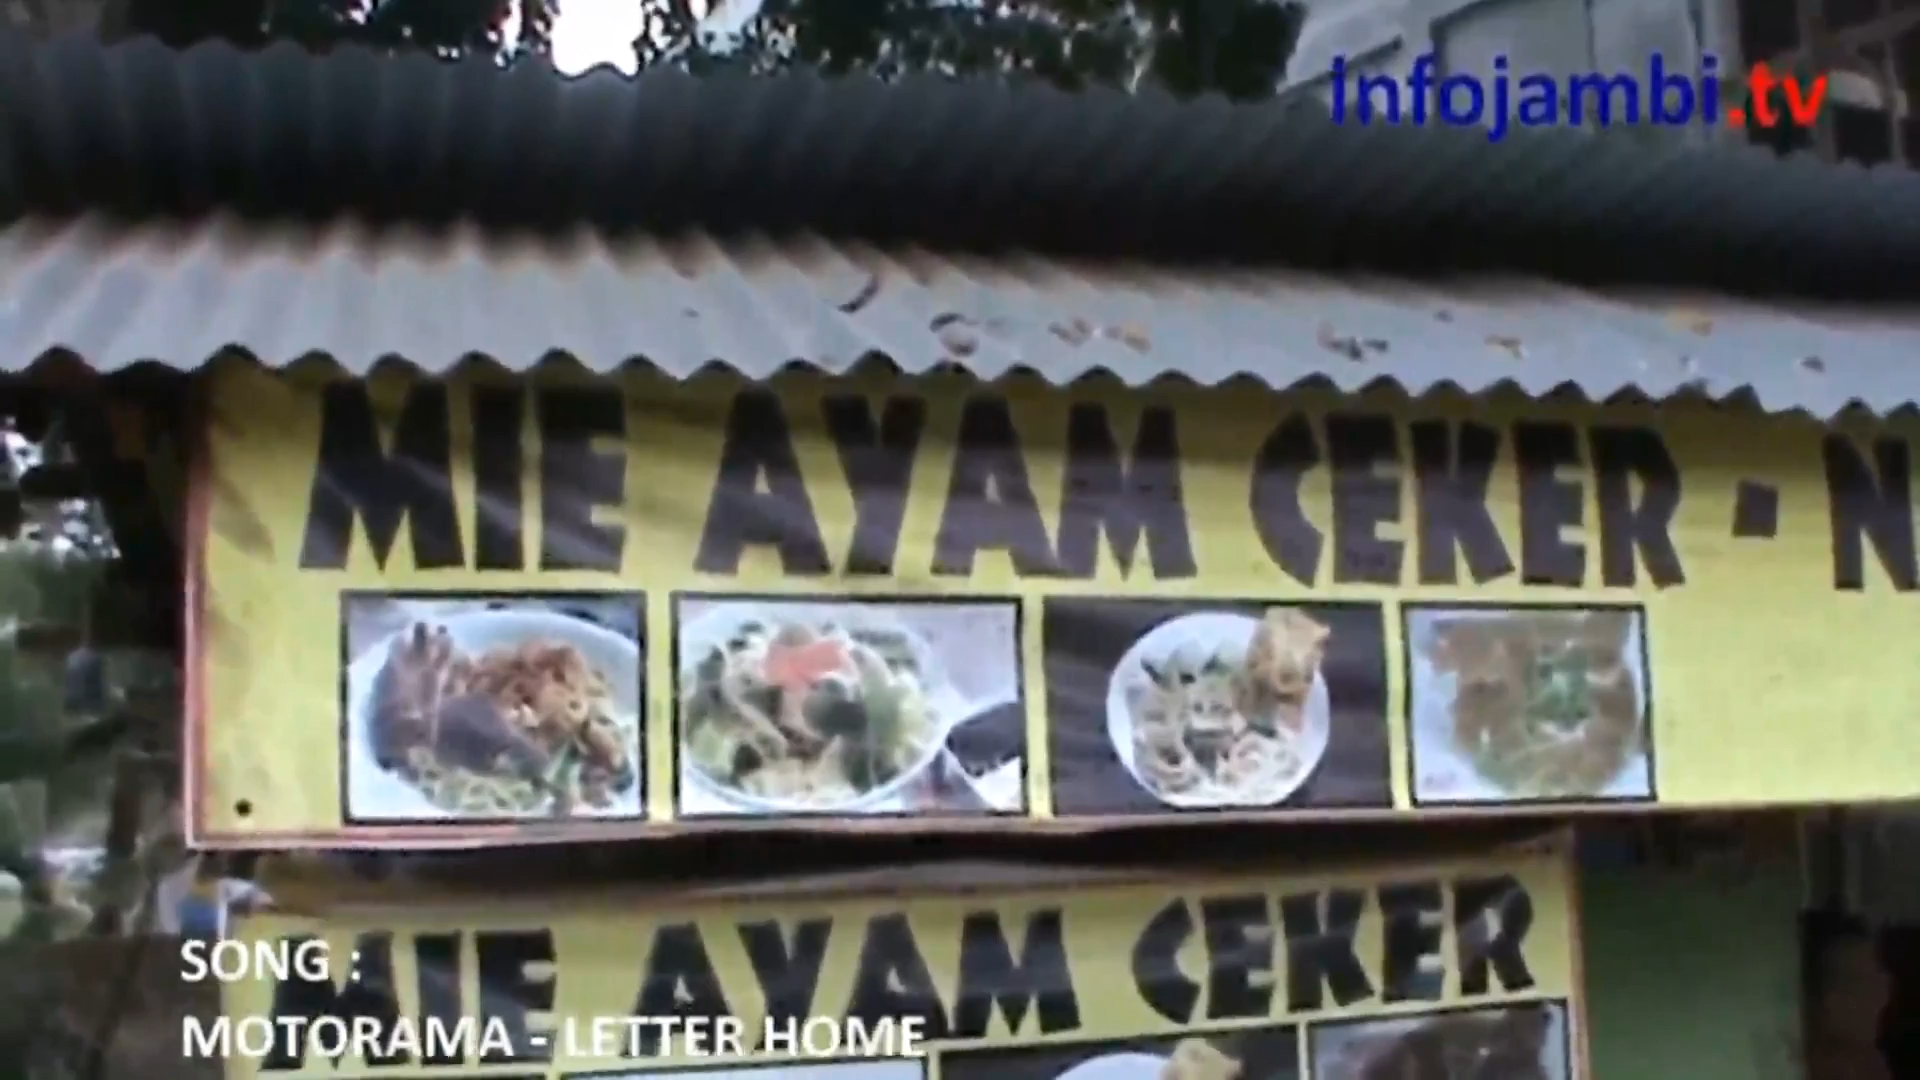 Infojambi.tv
MIE AYAM CEKER · N
MIE AYAM CEKER
SONG :
MOTORAMA - LETTER HOME